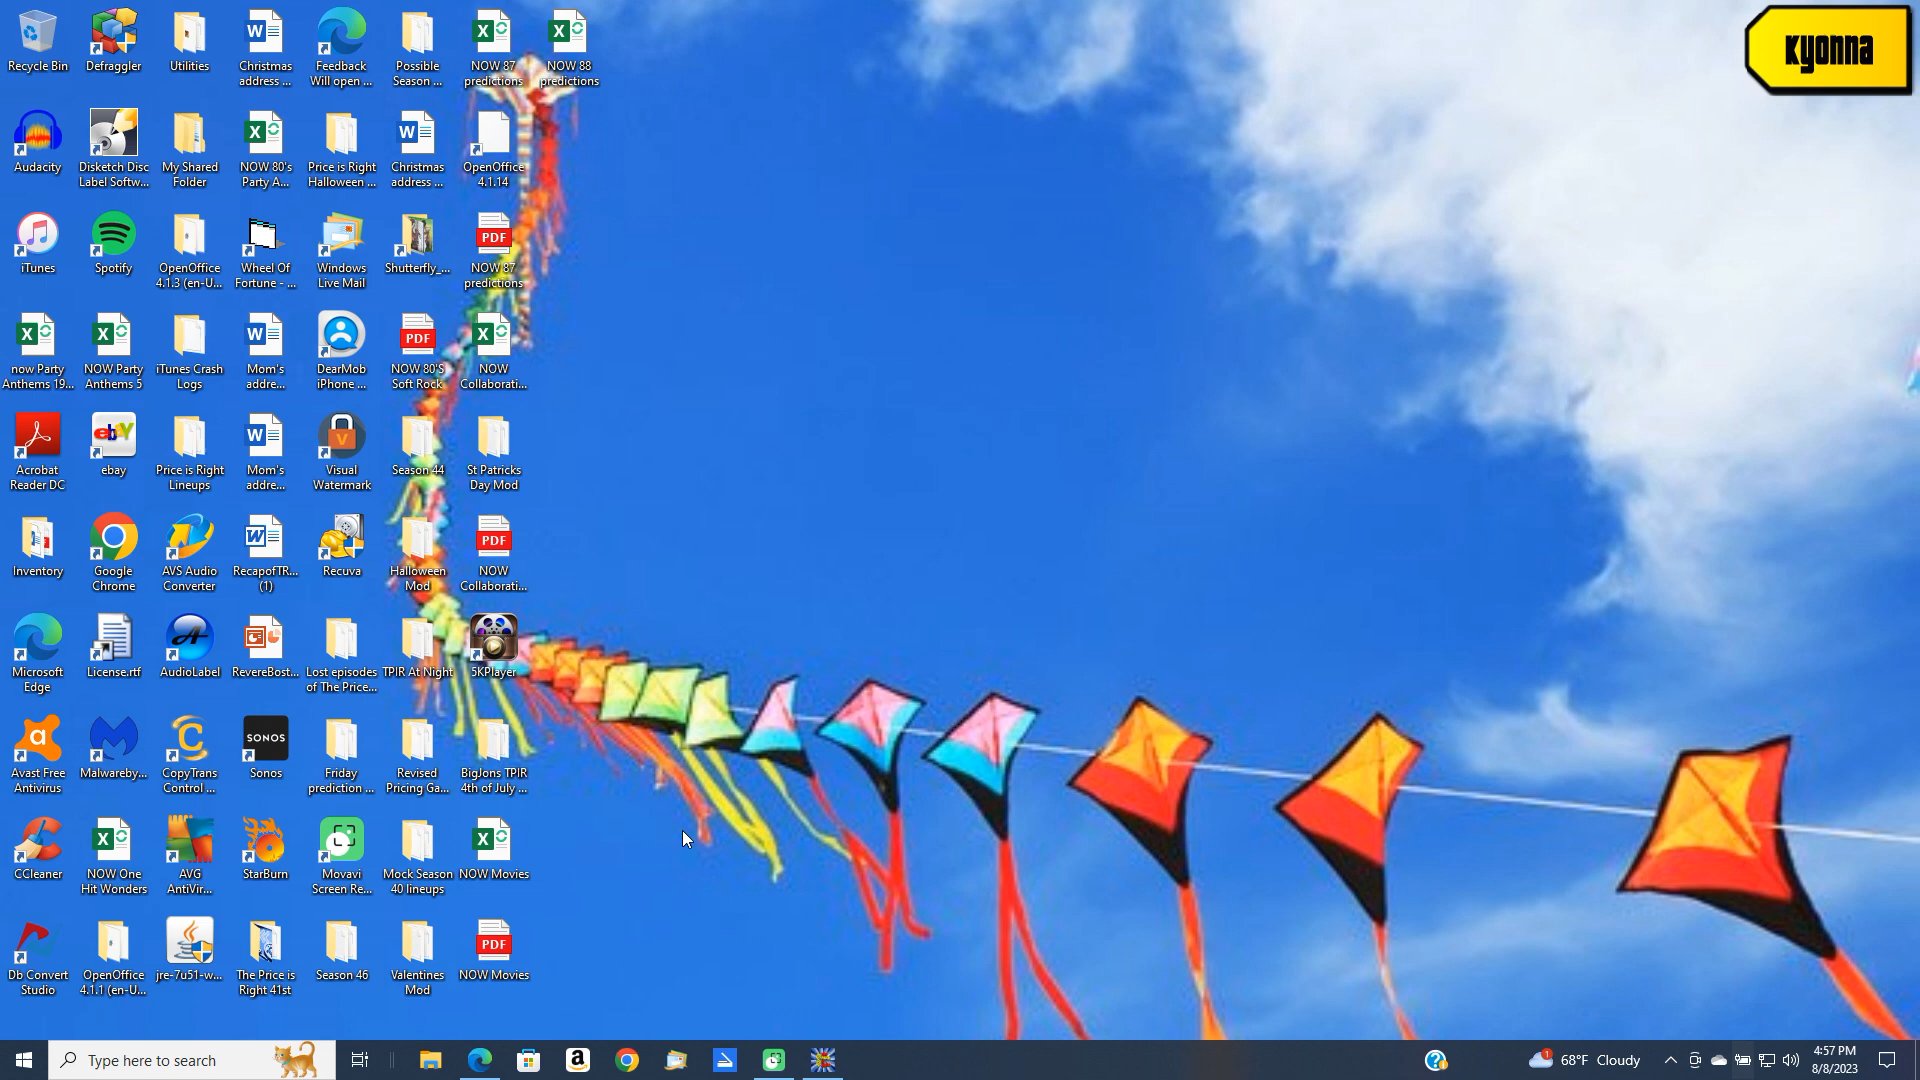 Recycle Bin
Defraggler
Utilities
Christmas
address ...
Feedback
Will open ...
Possible
Season ...
NOW 87
predictions
NOW 88
predictions
Kyonna
Audacity
Disketch Disc
Label Softw...
My Shared
Folder
NOW 80's
Party A...
Price is Right
Halloween ...
Christmas
address ...
OpenOffice
4.1.14
iTunes
Spotify
OpenOffice
4.1.3 (en-U...
Wheel Of
Fortune - ...
Windows
Live Mail
Shutterfly_...
PDF
NOW 87
predictions
now Party
Anthems 19...
NOW Party
Anthems 5
iTunes Crash
Logs
Mom's
addre...
DearMob
iPhone ...
PDF
NOW 80'S
Soft Rock
NOW
Collaborati...
Acrobat
Reader DC
ebay
ebay
Price is Right
Lineups
Mom's
addre...
Visual
Watermark
Season 44
St Patricks
Day Mod
Inventory
Google
Chrome
AVS Audio
Converter
RecapofTR...
(1)
Recuva
Halloween
Mod
PDF
NOW
Collaborati...
Microsoft
Edge
License.rtf
AudioLabel
RevereBost...
Lost episodes
of The Price...
TPIR At Night
5KPlayer
Avast Free
Antivirus
Malwareby...
CopyTrans
Control ...
SONOS
Sonos
Friday
prediction ...
Revised
Pricing Ga...
BigJons TPIR
4th of July ...
CCleaner
NOW One
Hit Wonders
AVG
AntiVir...
StarBurn
Movavi
Screen Re...
Mock Season
40 lineups
NOW Movies
Db Convert
Studio
OpenOffice
4.1.1 (en-U...
jre-7u51-w...
The Price is
Right 41st
Season 46
Valentines
Mod
PDF
NOW Movies
Type here to search
1
68°F Cloudy
4:57 PM
8/8/2023